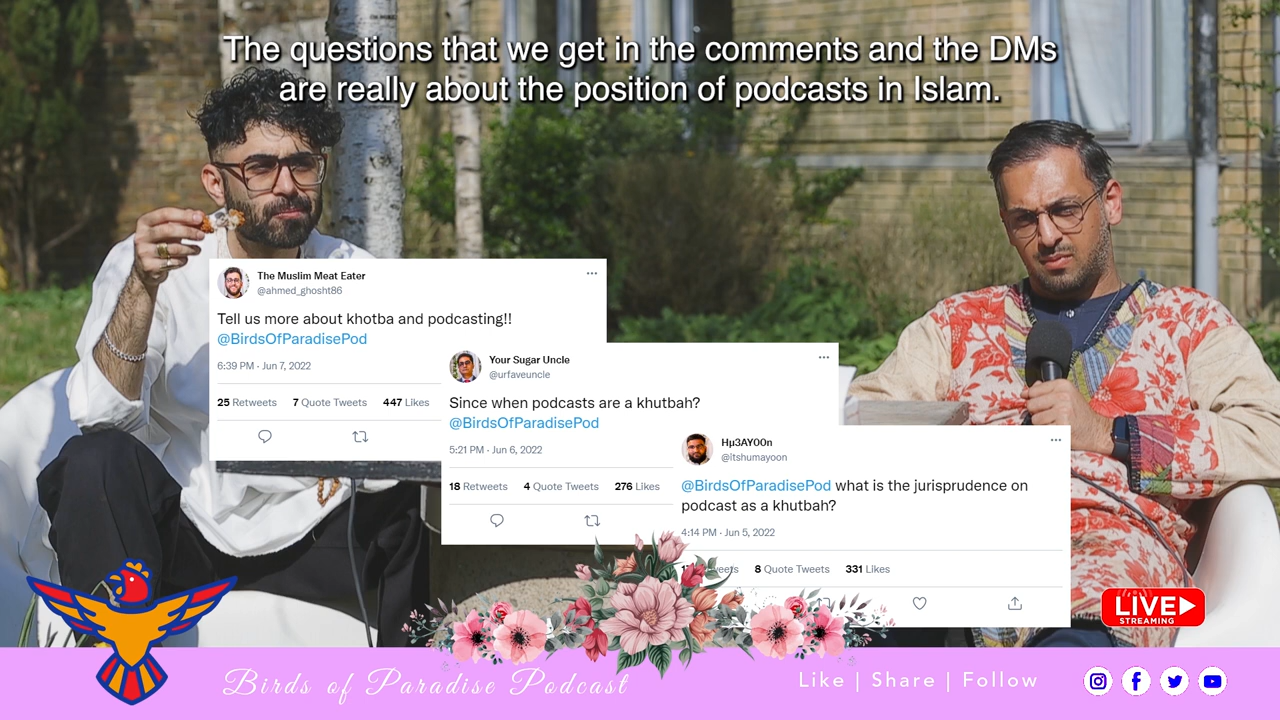 The questions that we get in the comments and the DMs
are really about the position of podcasts in Islam.
The Muslim Meat Eater
@ahmed_ghosht86
Tell us more about khotba and podcasting!!
@BirdsOfParadisePod
6:39 PM · Jun 7, 2022
25 Retweets 7 Quote Tweets 447 Likes
Your Sugar Uncle
@urfaveuncle
Since when podcasts are a khutbah?
@BirdsOfParadisePod
5:21 PM · Jun 6, 2022
18 Retweets 4 Quote Tweets 276 Likes
Hµ3AY00n
@itshumayoon
@BirdsOfParadisePod what is the jurisprudence on
podcast as a khutbah?
4:14 PM · Jun 5, 2022
8 Quote Tweets 331 Likes
LIVE
STREAMING
Birds of Paradise Podcast
Like | Share | Follow